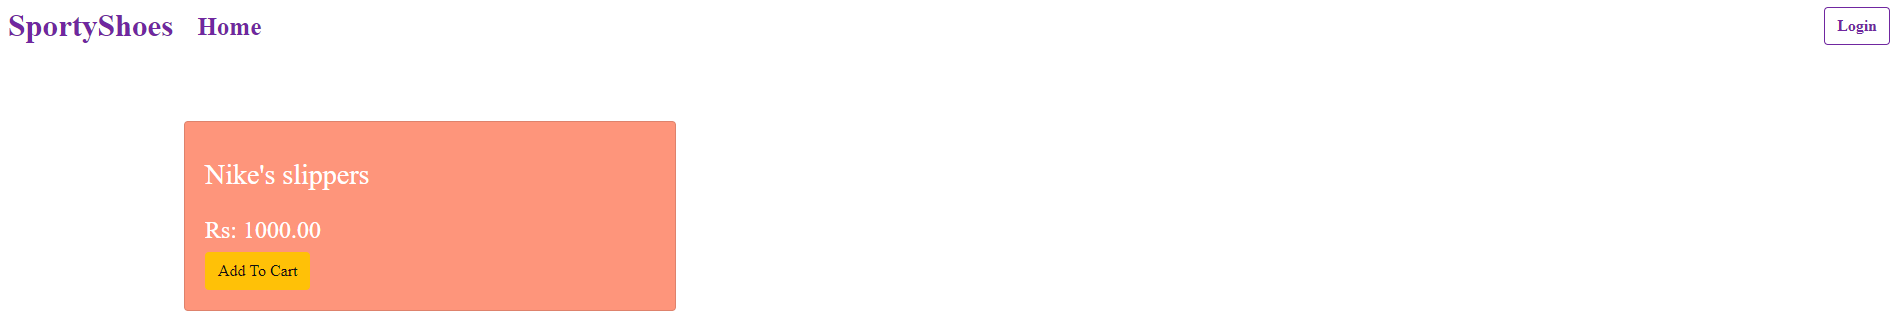 SportyShoes Home Login
Nike's slippers
Rs: 1000.00
Add To Cart